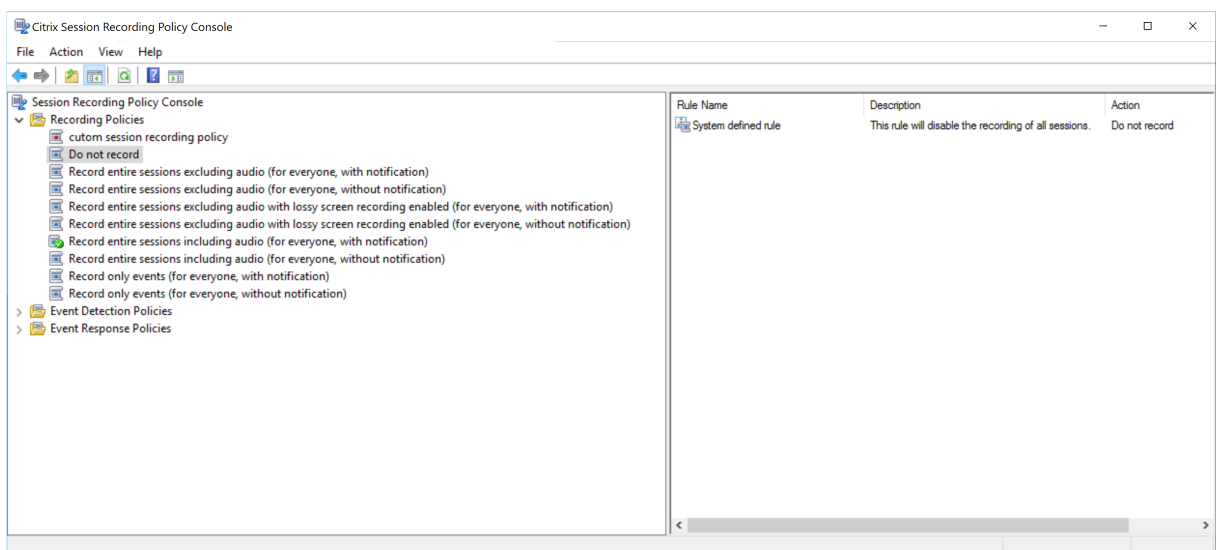 Citrix Session Recording Policy Console
File Action View Help
Session Recording Policy Console
Recording Policies
cutom session recording policy
Do not record
Record entire sessions excluding audio (for everyone, with notification)
Record entire sessions excluding audio (for everyone, without notification)
Record entire sessions excluding audio with lossy screen recording enabled (for everyone, with notification)
Record entire sessions excluding audio with lossy screen recording enabled (for everyone, without notification)
Record entire sessions including audio (for everyone, with notification)
Record entire sessions including audio (for everyone, without notification)
Record only events (for everyone, with notification)
Record only events (for everyone, without notification)
Event Detection Policies
Event Response Policies
Rule Name Description Action
System defined rule This rule will disable the recording of all sessions. Do not record